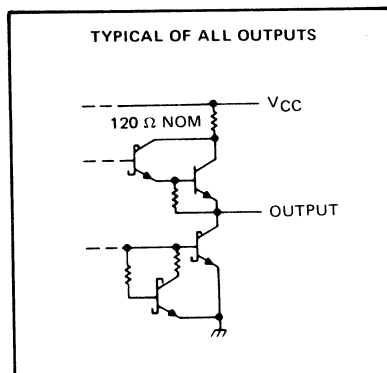 TYPICAL OF ALL OUTPUTS
VCC
120 Ω NOM
OUTPUT